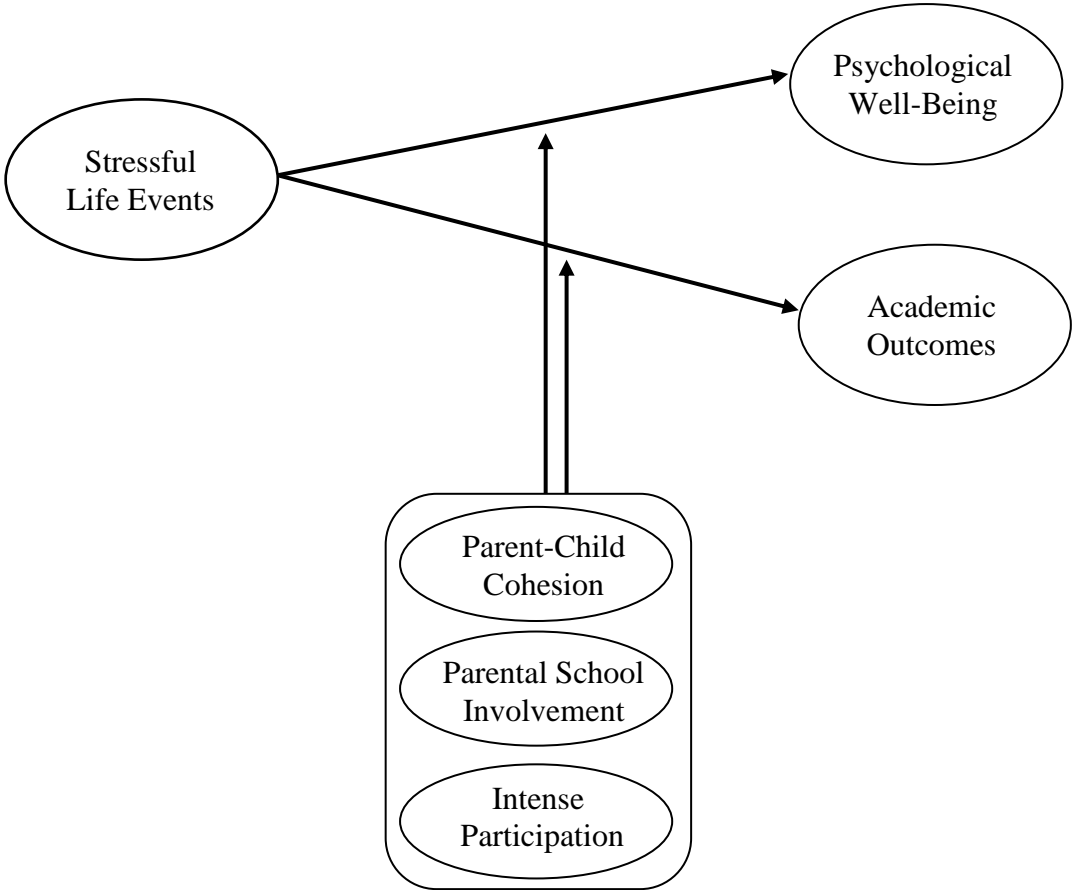 Psychological
Well-Being
Stressful
Life Events
Academic
Outcomes
Parent-Child
Cohesion
Parental School
Involvement
Intense
Participation